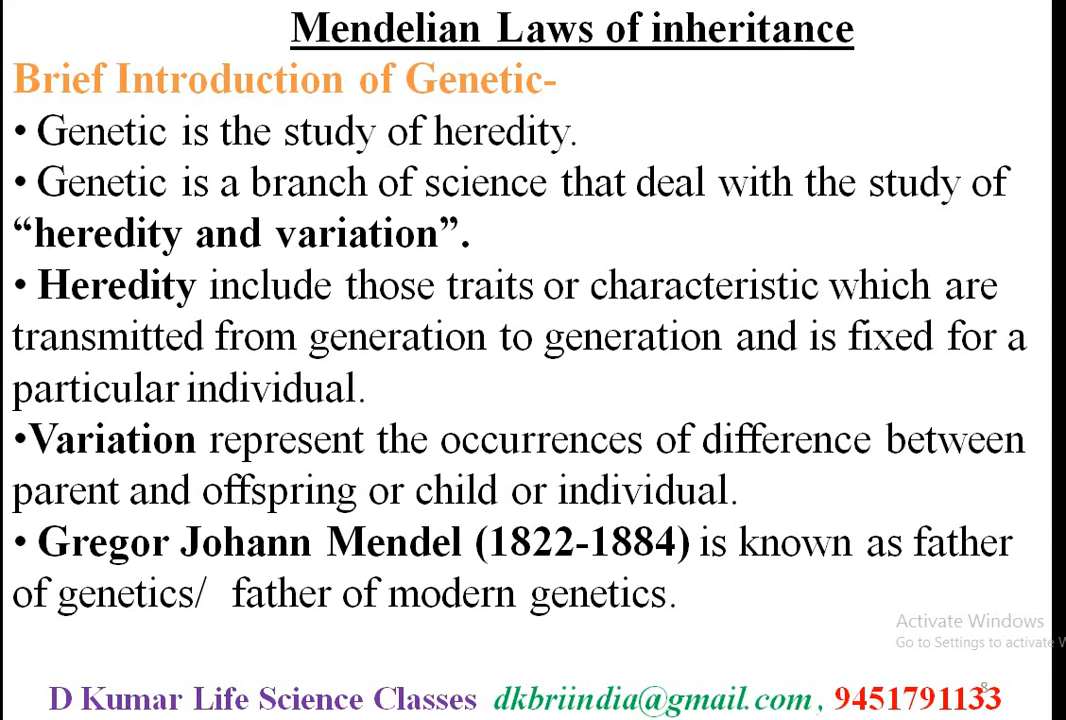 Mendelian Laws of inheritance
Brief Introduction of Genetic-
• Genetic is the study of heredity.
• Genetic is a branch of science that deal with the study of
“heredity and variation”.
• Heredity include those traits or characteristic which are
transmitted from generation to generation and is fixed for a
particular individual.
•Variation represent the occurrences of difference between
parent and offspring or child or individual.
• Gregor Johann Mendel (1822-1884) is known as father
of genetics/ father of modern genetics.
Activate Windows
Go to Settings to activate W
8
D Kumar Life Science Classes dkbriindia@gmail.com, 9451791133